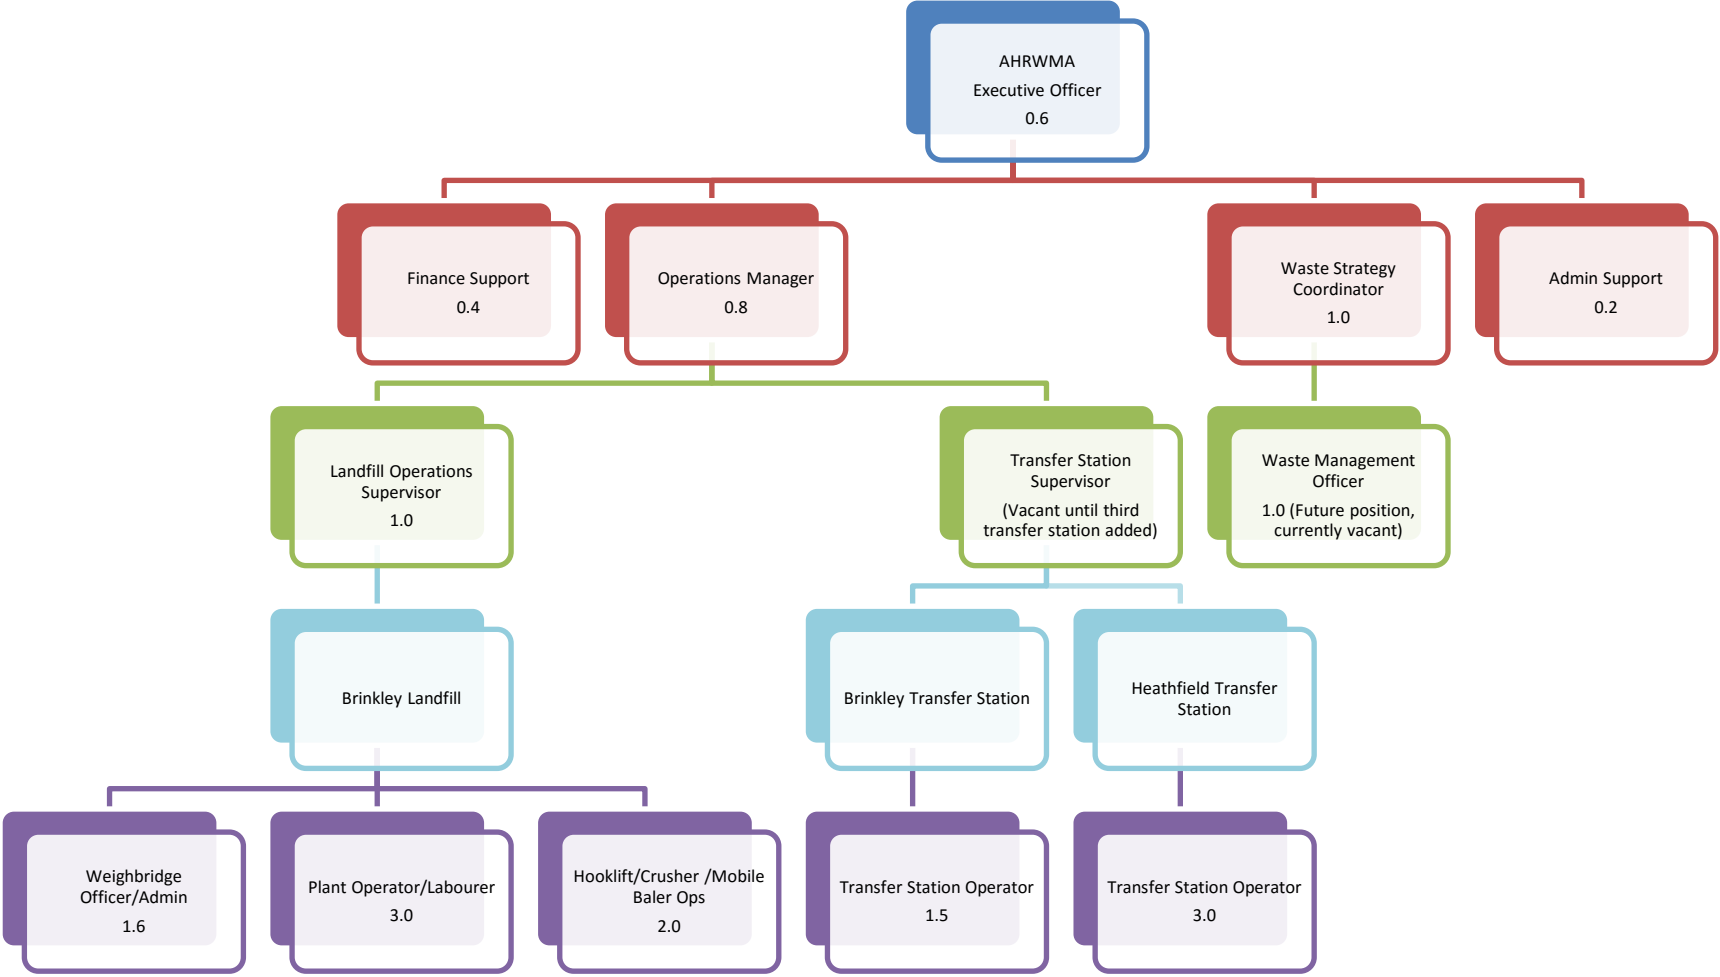 AHRWMA
Executive Officer
0.6
Finance Support
0.4
Operations Manager
0.8
Waste Strategy
Coordinator
1.0
Admin Support
0.2
Landfill Operations
Supervisor
1.0
Transfer Station
Supervisor
(Vacant until third
transfer station added)
Waste Management
Officer
1.0 (Future position,
currently vacant)
Brinkley Landfill
Brinkley Transfer Station
Heathfield Transfer
Station
Weighbridge
Officer/Admin
1.6
Plant Operator/Labourer
3.0
Hooklift/Crusher /Mobile
Baler Ops
2.0
Transfer Station Operator
1.5
Transfer Station Operator
3.0